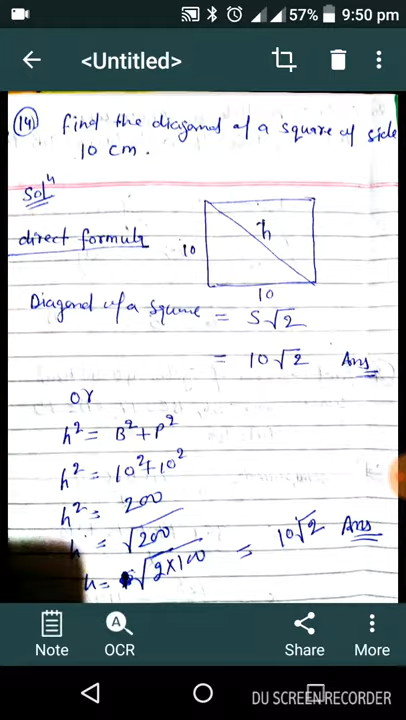 57% 9:50 pm
<Untitled>
(14) find the diagonal of a square of side
10 cm.
Solⁿ
direct formula
h
10
10
Diagonal of a square = S√2
= 10√2 Ans
or
h² = B² + P²
h² = 10² + 10²
h² = 200
h = √200
h = √2×100 = 10√2 Ans
Note
A
OCR
Share
More
DU SCREEN RECORDER